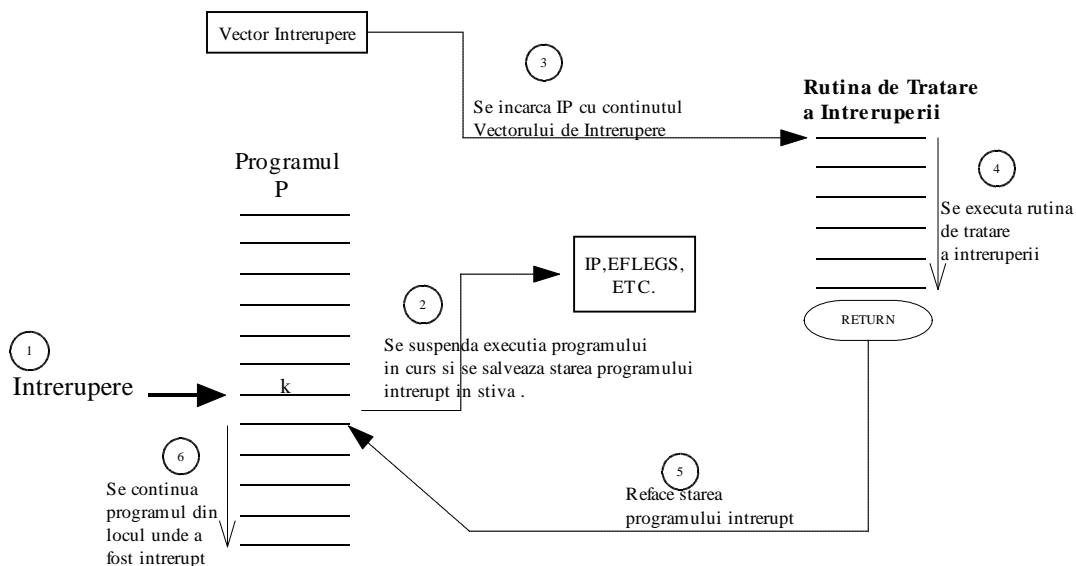 Vector Intrerupere
3
Se incarca IP cu continutul
Vectorului de Intrerupere
Rutina de Tratare
a Intreruperii
4
Se executa rutina
de tratare
a intreruperii
Programul
P
IP,EFLEGS,
ETC.
2
Se suspenda executia programului
in curs si se salveaza starea programului
intrerupt in stiva .
RETURN
1
Intrerupere
k
6
Se continua
programul din
locul unde a
fost intrerupt
5
Reface starea
programului intrerupt